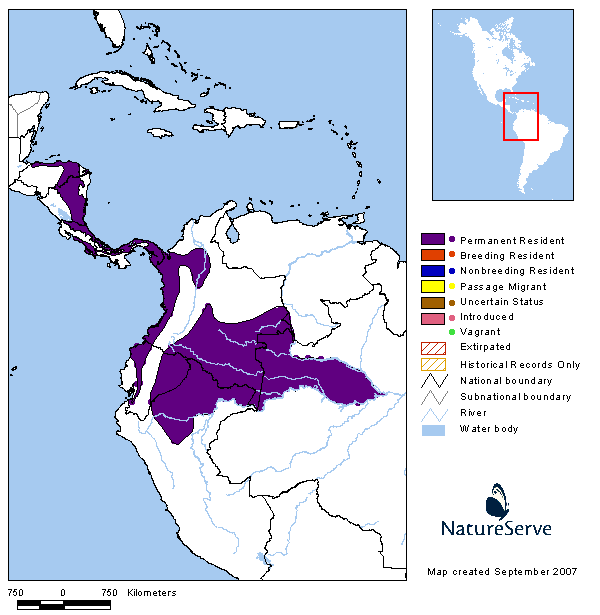 Permanent Resident
Breeding Resident
Nonbreeding Resident
Passage Migrant
Uncertain Status
Introduced
Vagrant
Extirpated
Historical Records Only
National boundary
Subnational boundary
River
Water body
NatureServe
Map created September 2007
750 0 750 Kilometers